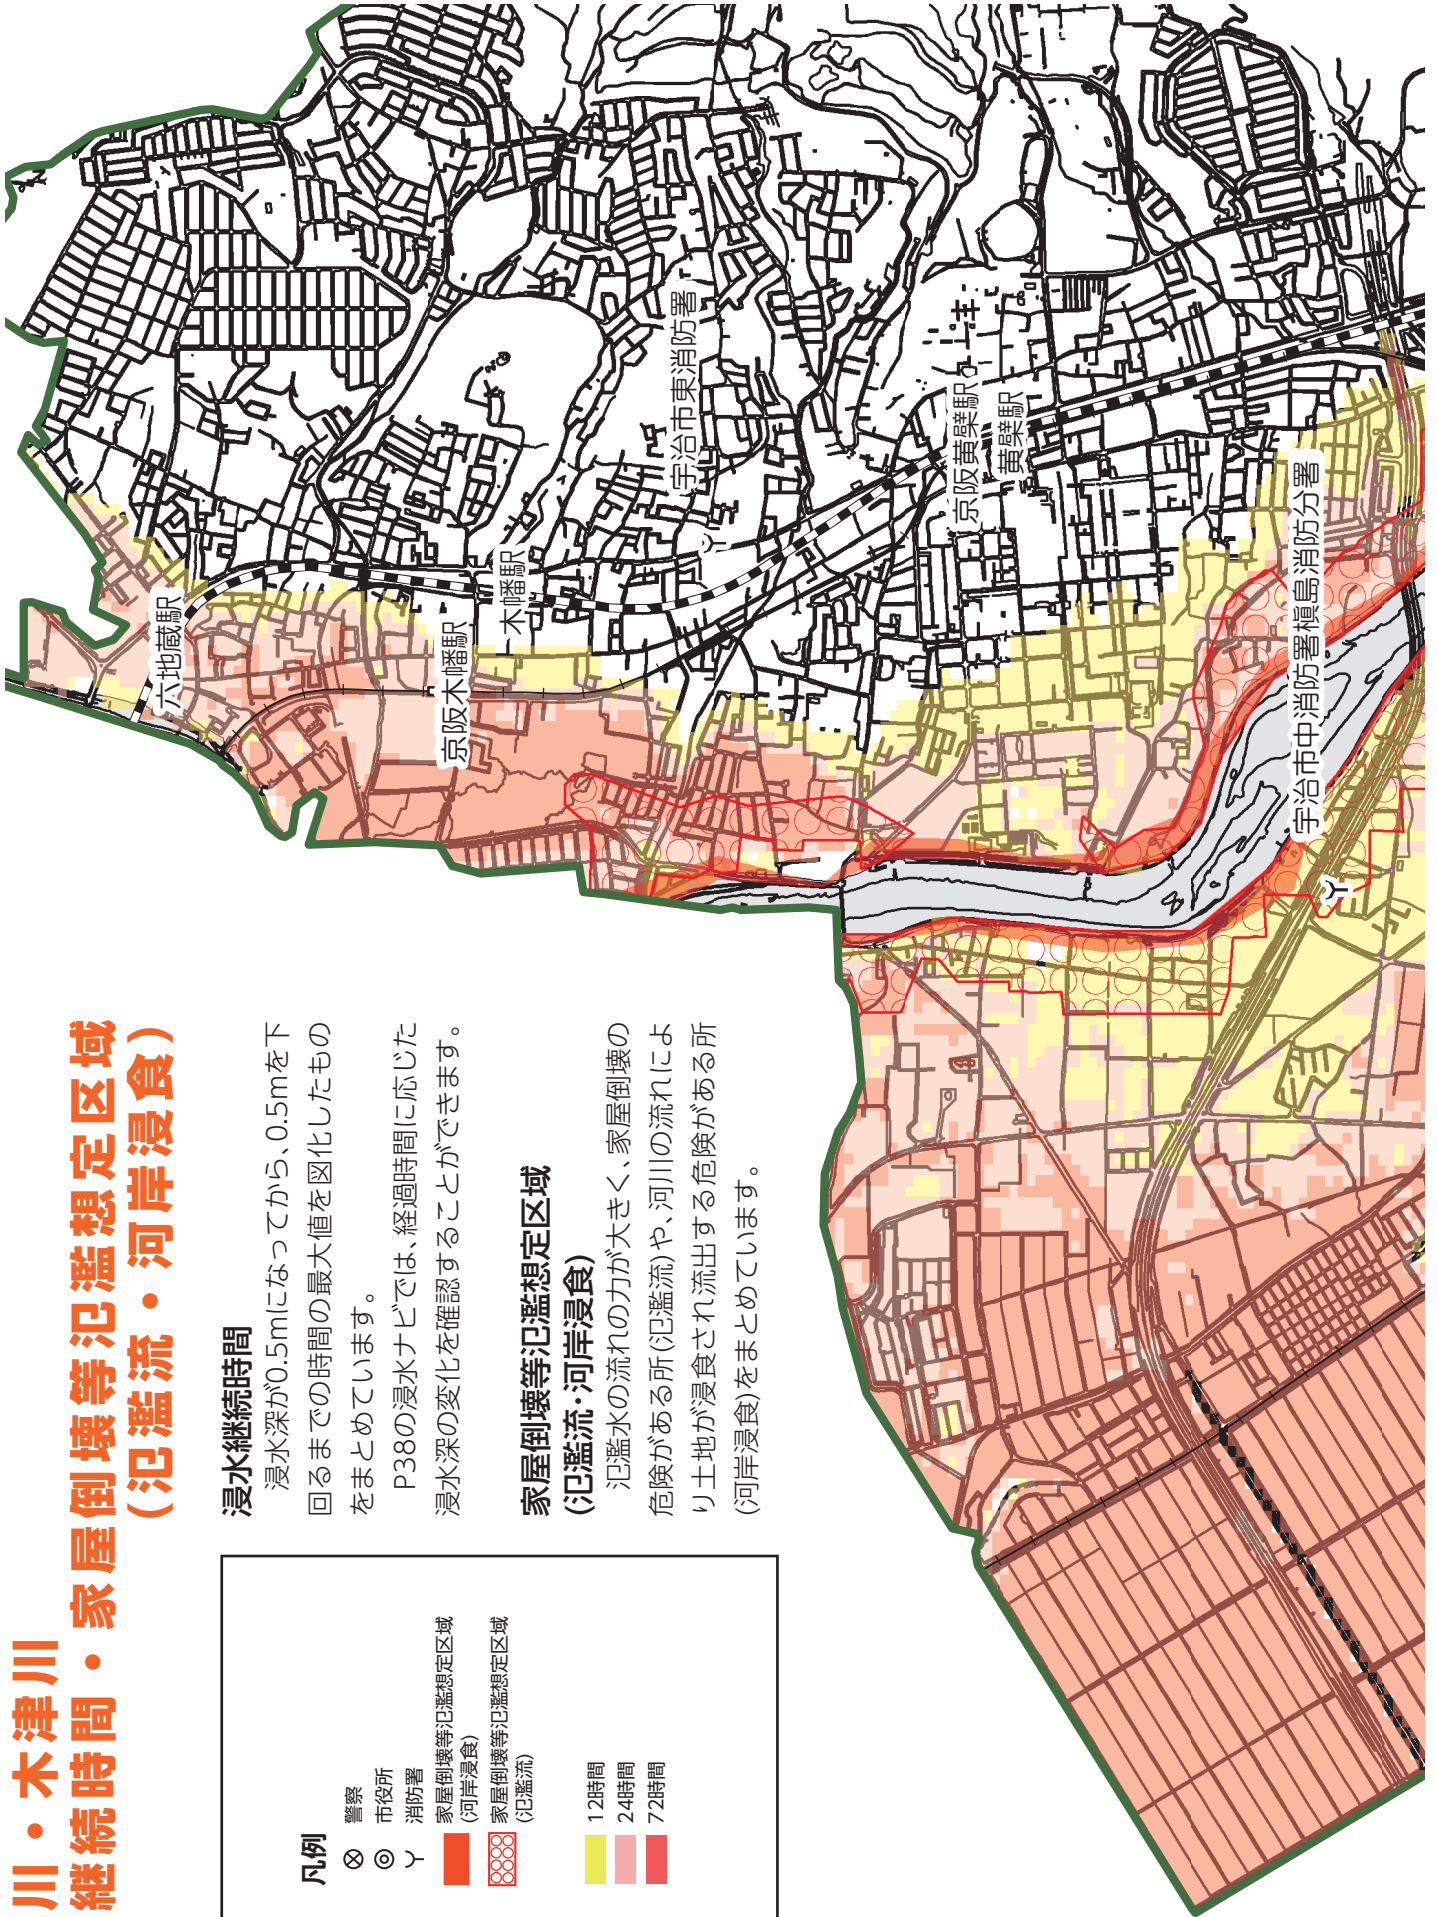 川・木津川
継続時間・家屋倒壊等氾濫想定区域
(氾濫流・河岸浸食)
浸水継続時間
浸水深が0.5mになってから、0.5mを下
回るまでの時間の最大値を図化したもの
をまとめています。
P38の浸水ナビでは、経過時間に応じた
浸水深の変化を確認することができます。
家屋倒壊等氾濫想定区域
(氾濫流・河岸浸食)
氾濫水の流れの力が大きく、家屋倒壊の
危険がある所(氾濫流)や、河川の流れによ
り土地が浸食され流出する危険がある所
(河岸浸食)をまとめています。
凡例
警察
市役所
消防署
家屋倒壊等氾濫想定区域
(河岸浸食)
家屋倒壊等氾濫想定区域
(氾濫流)
12時間
24時間
72時間
六地蔵駅
京阪木幡駅
木幡駅
宇治市東消防署
京阪黄檗駅
黄檗駅
宇治市中消防署槇島消防分署